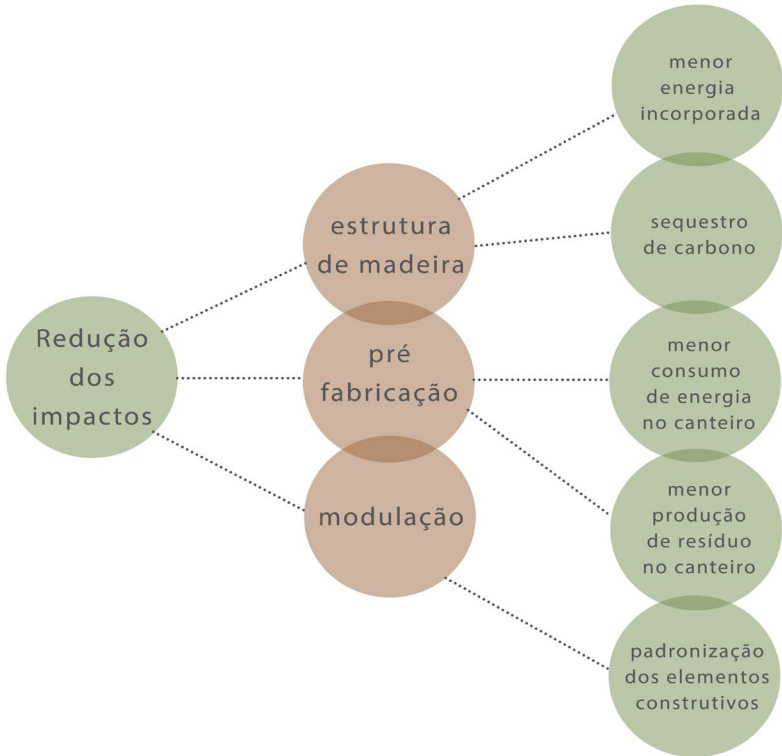 Redução
dos
impactos
estrutura
de madeira
pré
fabricação
modulação
menor
energia
incorporada
sequestro
de carbono
menor
consumo
de energia
no canteiro
menor
produção
de resíduo
no canteiro
padronização
dos elementos
construtivos